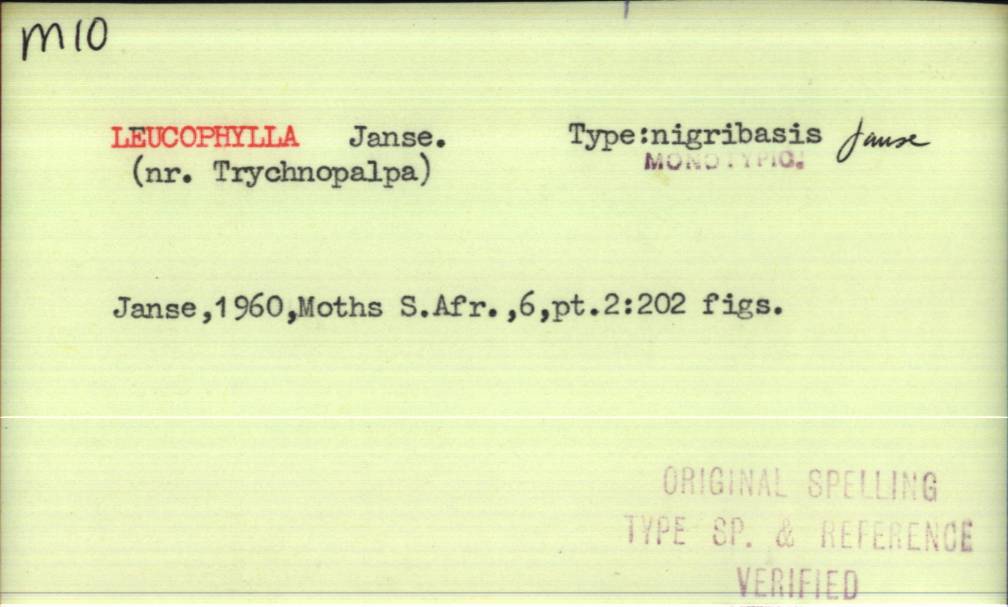 m10
LEUCOPHYLLA Janse. Type:nigribasis Janse
(nr. Trychnopalpa) MONOTYPIC.
Janse,1960,Moths S.Afr.,6,pt.2:202 figs.
ORIGINAL SPELLING
TYPE SP. & REFERENCE
VERIFIED